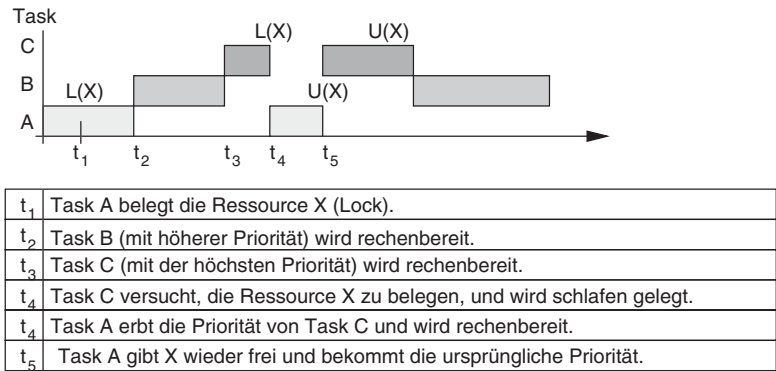 Task
C L(X) U(X)
B L(X) U(X)
A
t1 t2 t3 t4 t5
t1 Task A belegt die Ressource X (Lock).
t2 Task B (mit höherer Priorität) wird rechenbereit.
t3 Task C (mit der höchsten Priorität) wird rechenbereit.
t4 Task C versucht, die Ressource X zu belegen, und wird schlafen gelegt.
t4 Task A erbt die Priorität von Task C und wird rechenbereit.
t5 Task A gibt X wieder frei und bekommt die ursprüngliche Priorität.